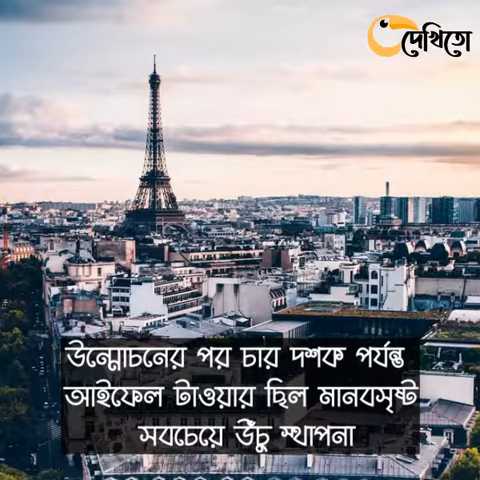 দেখিতো
উন্মোচনের পর চার দশক পর্যন্ত
আইফেল টাওয়ার ছিল মানবসৃষ্ট
সবচেয়ে উঁচু স্থাপনা